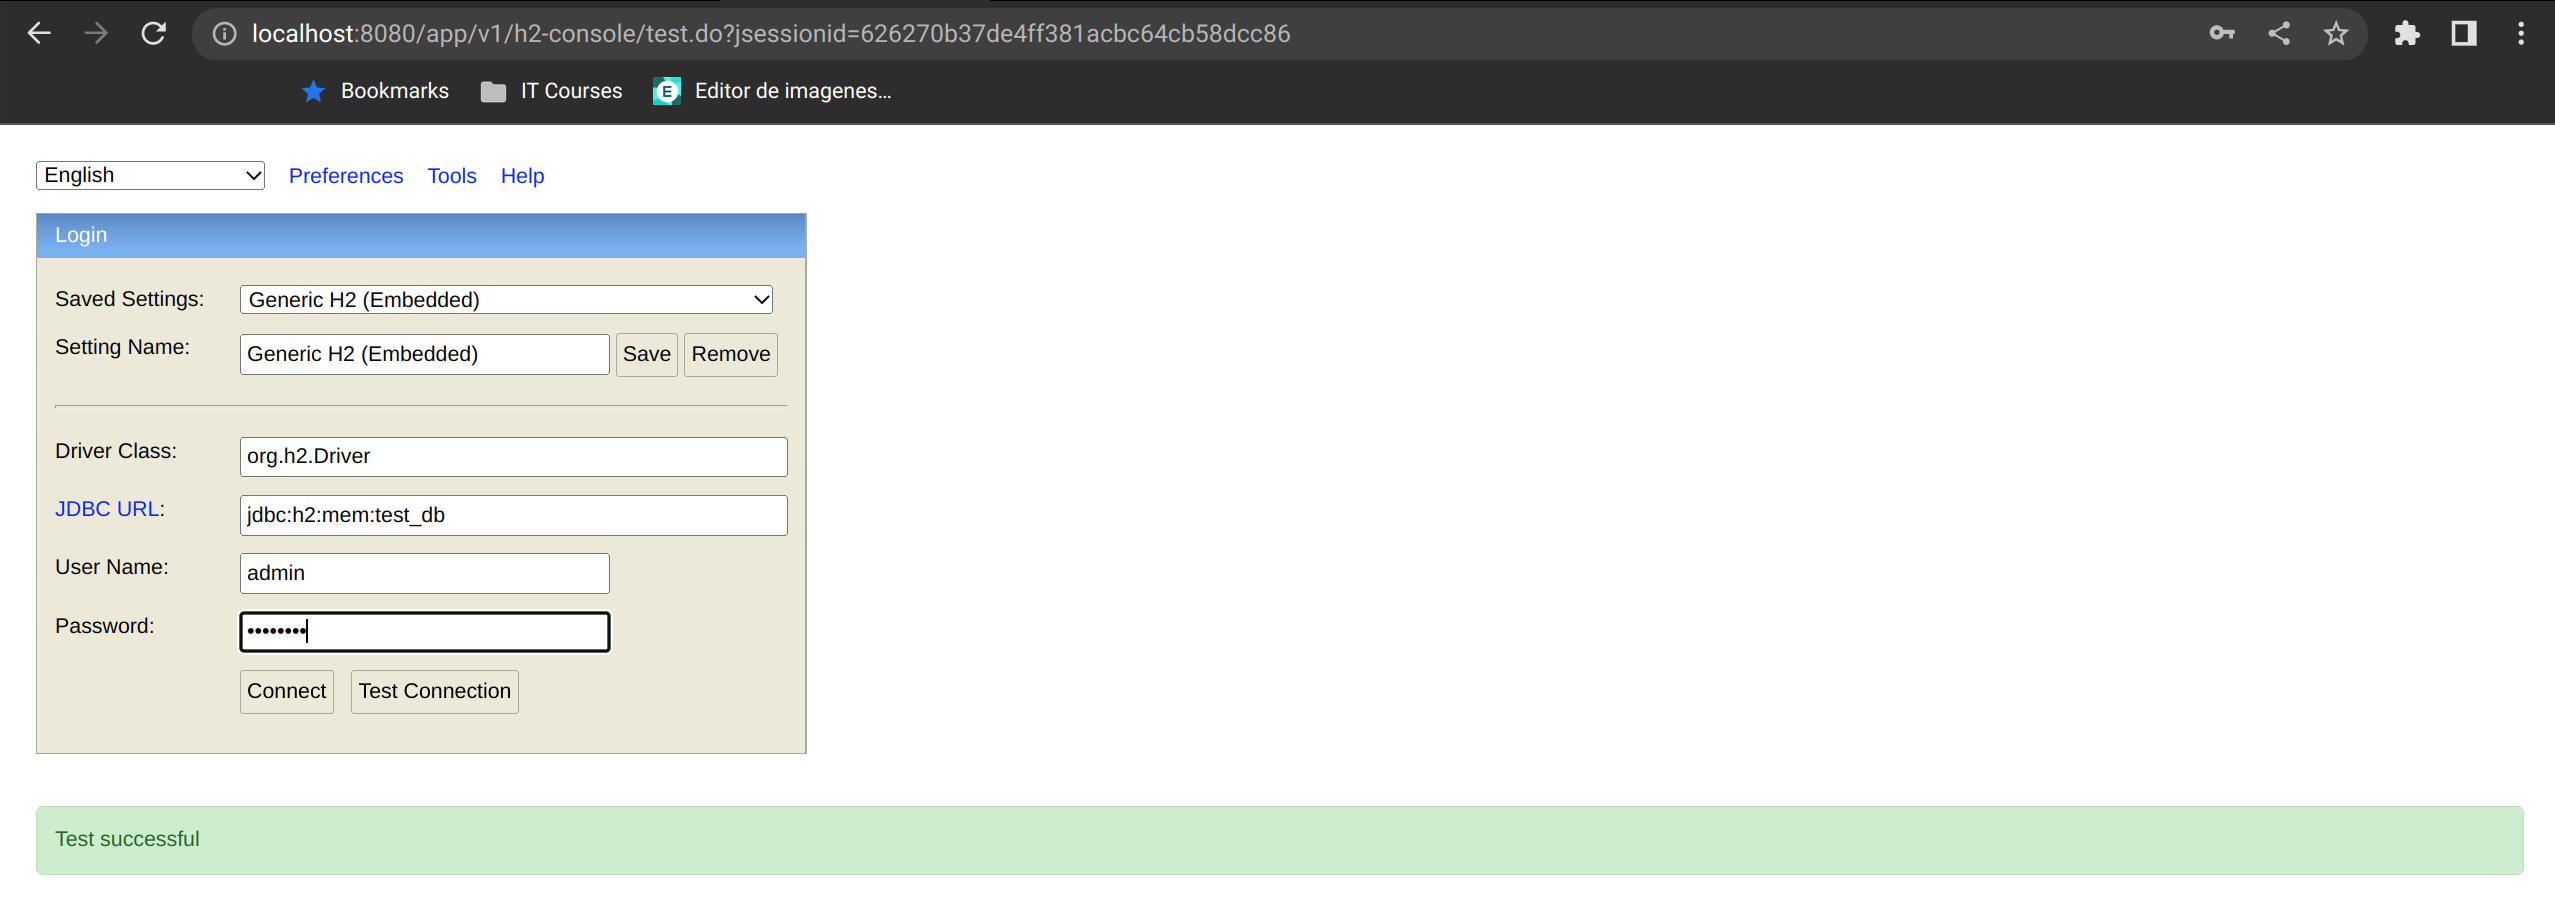 localhost:8080/app/v1/h2-console/test.do?jsessionid=626270b37de4ff381acbc64cb58dcc86
Bookmarks IT Courses E Editor de imagenes...
English Preferences Tools Help
Login
Saved Settings: Generic H2 (Embedded)
Setting Name: Generic H2 (Embedded) Save Remove
Driver Class: org.h2.Driver
JDBC URL: jdbc:h2:mem:test_db
User Name: admin
Password: ••••••••
Connect Test Connection
Test successful